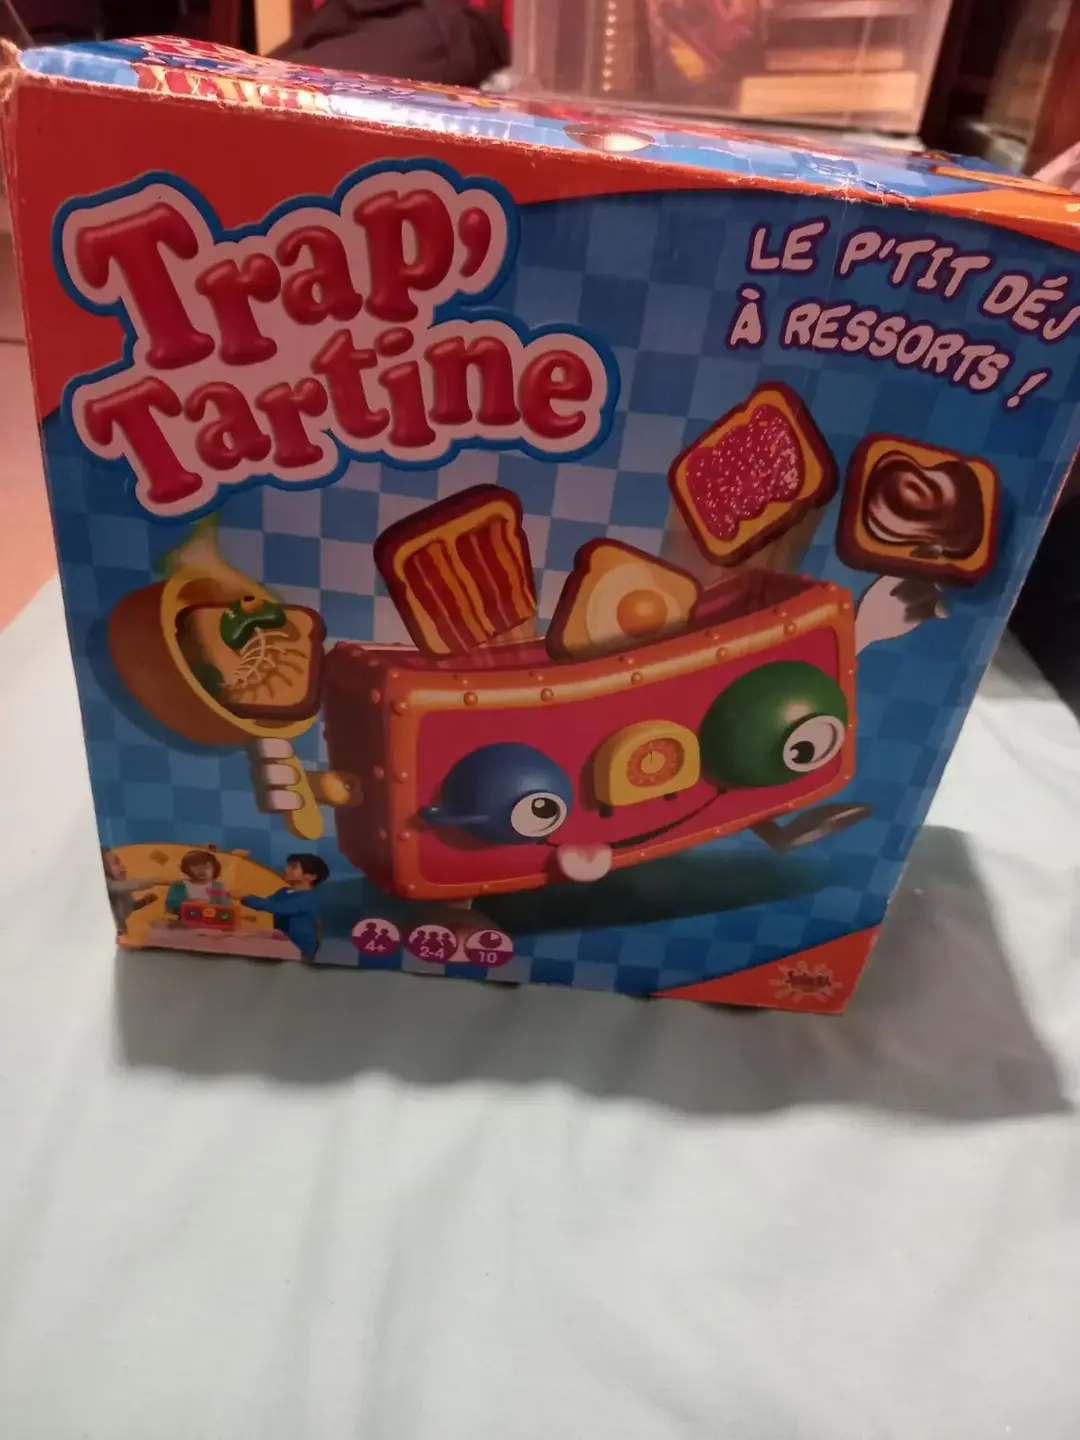 Trap,
Tartine
LE P'TIT DÉJ
À RESSORTS !
4+
2-4
10